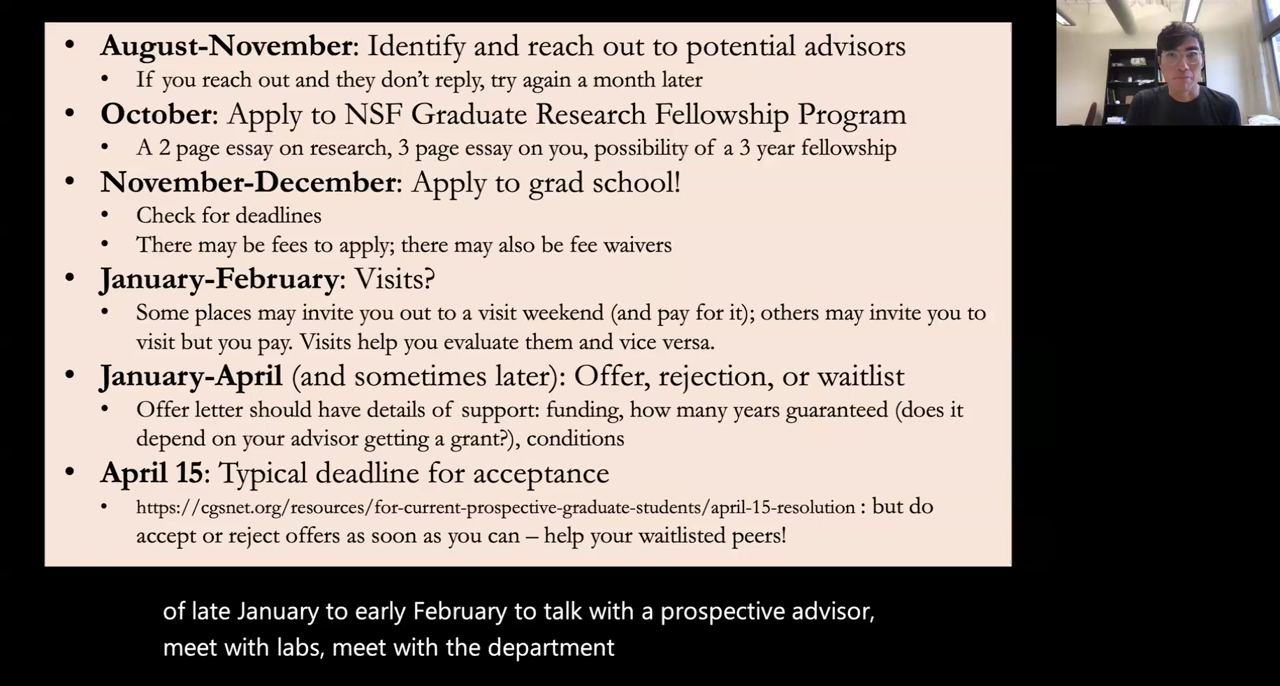 • August-November: Identify and reach out to potential advisors
• If you reach out and they don't reply, try again a month later
• October: Apply to NSF Graduate Research Fellowship Program
• A 2 page essay on research, 3 page essay on you, possibility of a 3 year fellowship
• November-December: Apply to grad school!
• Check for deadlines
• There may be fees to apply; there may also be fee waivers
• January-February: Visits?
• Some places may invite you out to a visit weekend (and pay for it); others may invite you to
visit but you pay. Visits help you evaluate them and vice versa.
• January-April (and sometimes later): Offer, rejection, or waitlist
• Offer letter should have details of support: funding, how many years guaranteed (does it
depend on your advisor getting a grant?), conditions
• April 15: Typical deadline for acceptance
• https://cgsnet.org/resources/for-current-prospective-graduate-students/april-15-resolution : but do
accept or reject offers as soon as you can – help your waitlisted peers!
of late January to early February to talk with a prospective advisor,
meet with labs, meet with the department